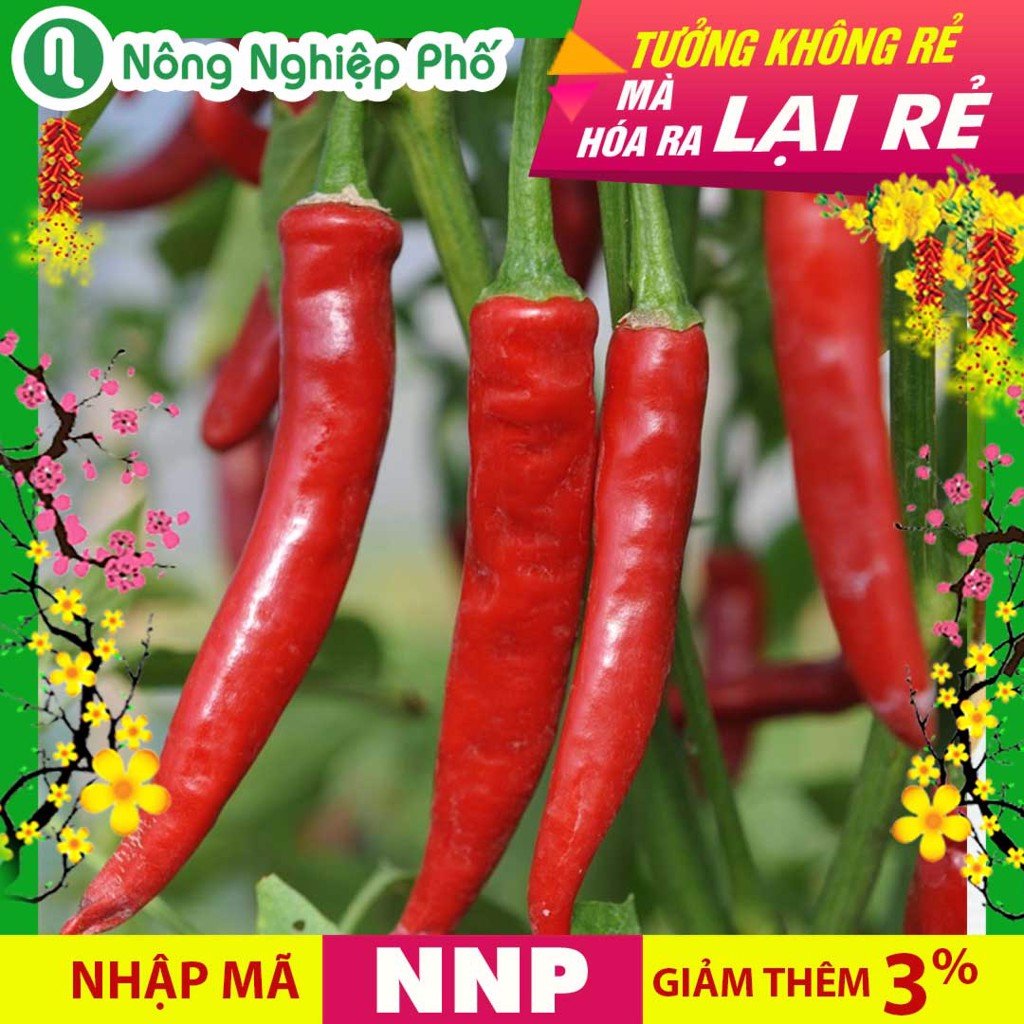 Nông Nghiệp Phố
TƯỞNG KHÔNG RẺ
MÀ
HÓA RA LẠI RẺ
NHẬP MÃ NNP GIẢM THÊM 3%